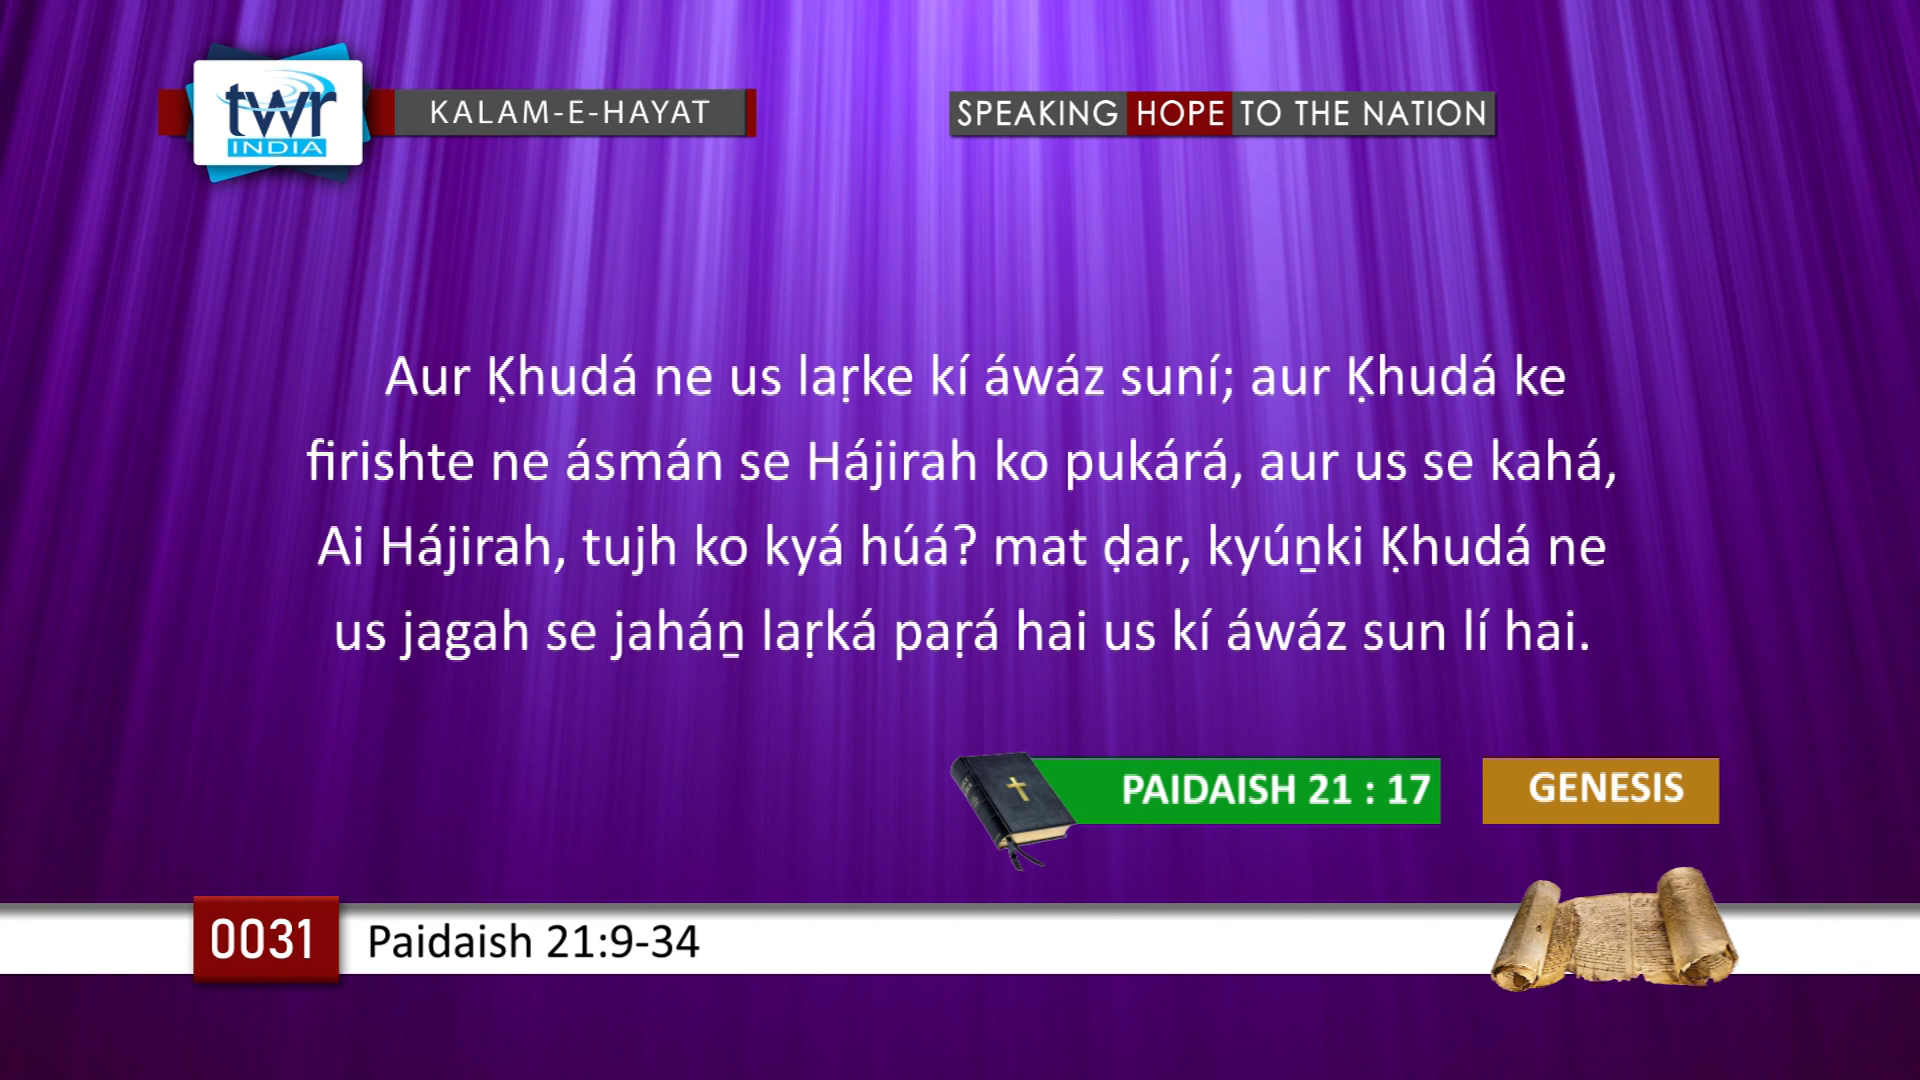 twr
INDIA
KALAM-E-HAYAT
SPEAKING HOPE TO THE NATION
Aur Ḳhudá ne us laṛke kí áwáz suní; aur Ḳhudá ke
firishte ne ásmán se Hájirah ko pukárá, aur us se kahá,
Ai Hájirah, tujh ko kyá húá? mat ḍar, kyúṉki Ḳhudá ne
us jagah se jaháṉ laṛká paṛá hai us kí áwáz sun lí hai.
PAIDAISH 21 : 17
GENESIS
0031
Paidaish 21:9-34